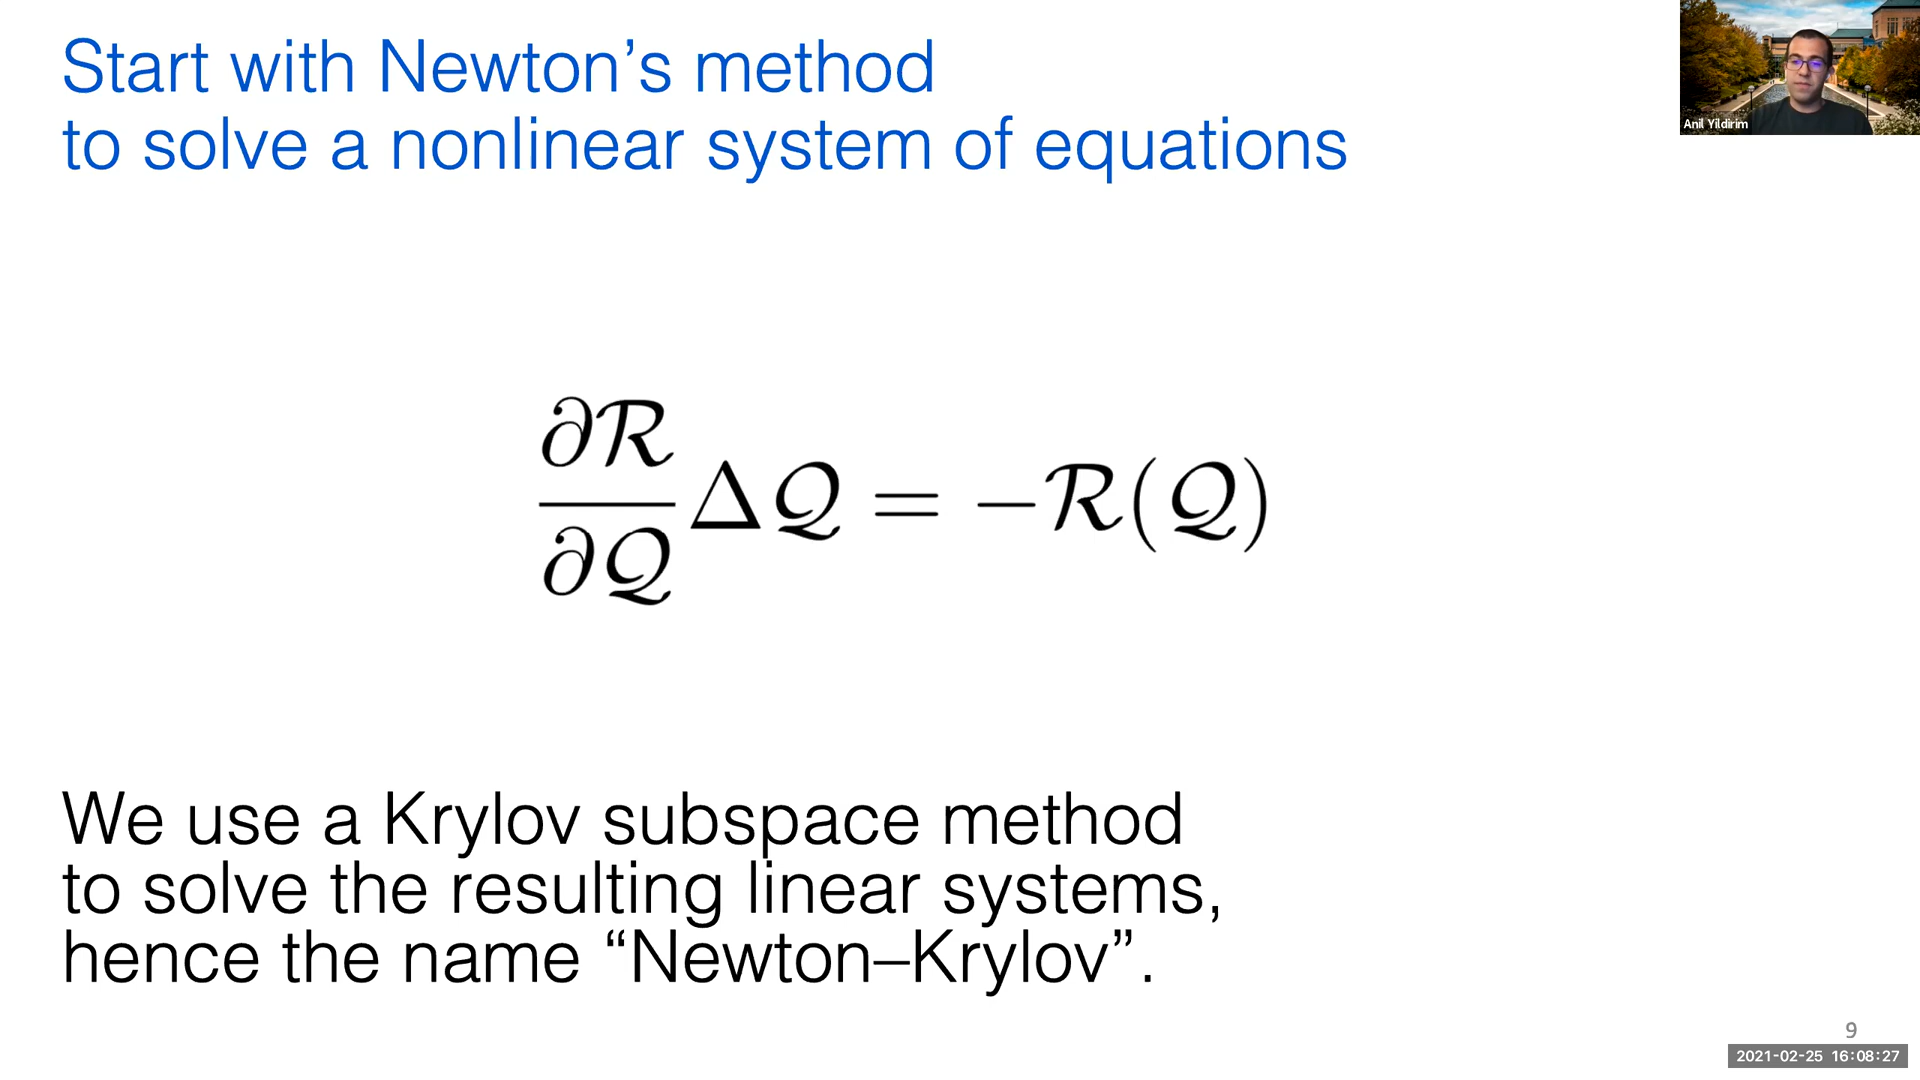 Start with Newton’s method
to solve a nonlinear system of equations
Anil Yildirim
∂R/∂Q ΔQ = −R(Q)
We use a Krylov subspace method
to solve the resulting linear systems,
hence the name “Newton–Krylov”.
9
2021-02-25 16:08:27